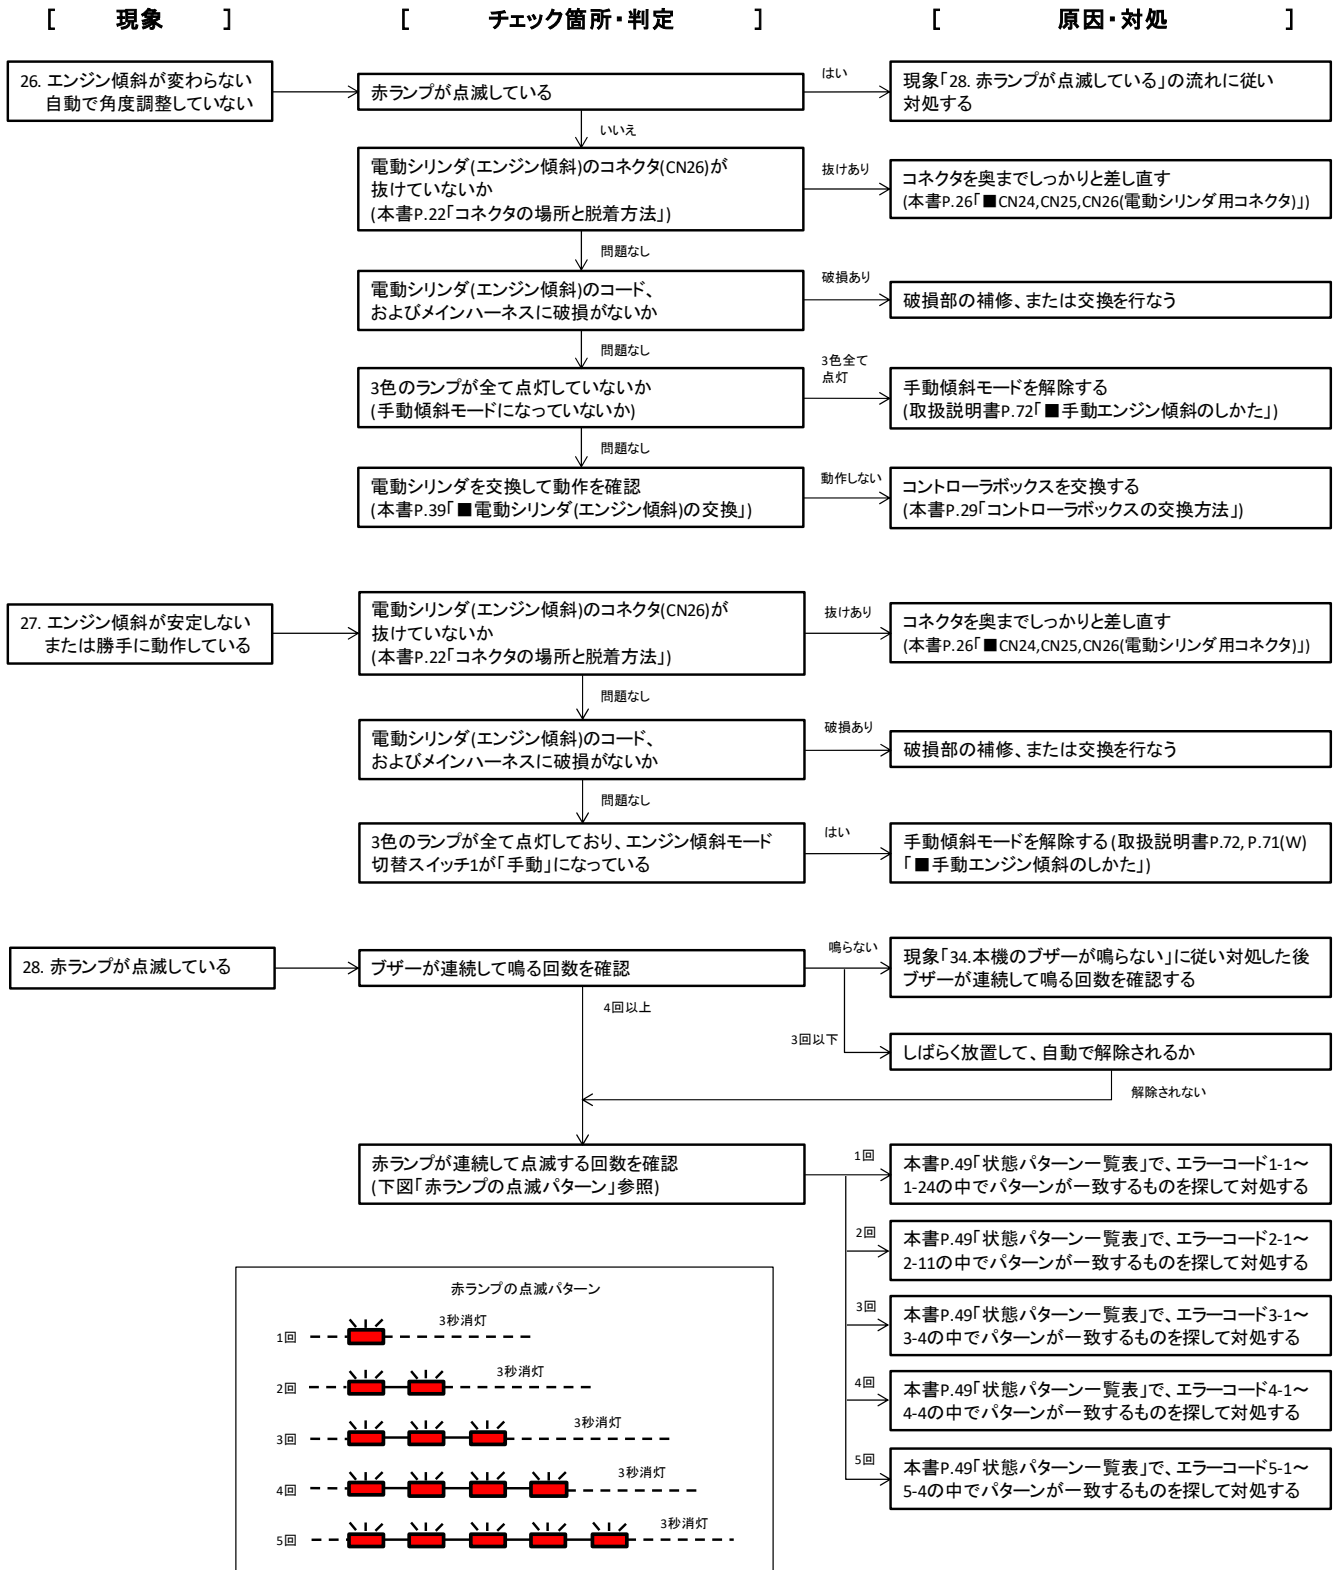 [ 現象 ] [ チェック箇所・判定 ] [ 原因・対処 ]
26. エンジン傾斜が変わらない
自動で角度調整していない
赤ランプが点滅している
はい
現象「28. 赤ランプが点滅している」の流れに従い
対処する
いいえ
電動シリンダ(エンジン傾斜)のコネクタ(CN26)が
抜けていないか
(本書P.22「コネクタの場所と脱着方法」)
抜けあり
コネクタを奥までしっかりと差し直す
(本書P.26「■CN24,CN25,CN26(電動シリンダ用コネクタ)」)
問題なし
電動シリンダ(エンジン傾斜)のコード、
およびメインハーネスに破損がないか
破損あり
破損部の補修、または交換を行なう
問題なし
3色のランプが全て点灯していないか
(手動傾斜モードになっていないか)
3色全て
点灯
手動傾斜モードを解除する
(取扱説明書P.72「■手動エンジン傾斜のしかた」)
問題なし
電動シリンダを交換して動作を確認
(本書P.39「■電動シリンダ(エンジン傾斜)の交換」)
動作しない
コントローラボックスを交換する
(本書P.29「コントローラボックスの交換方法」)
27. エンジン傾斜が安定しない
または勝手に動作している
電動シリンダ(エンジン傾斜)のコネクタ(CN26)が
抜けていないか
(本書P.22「コネクタの場所と脱着方法」)
抜けあり
コネクタを奥までしっかりと差し直す
(本書P.26「■CN24,CN25,CN26(電動シリンダ用コネクタ)」)
問題なし
電動シリンダ(エンジン傾斜)のコード、
およびメインハーネスに破損がないか
破損あり
破損部の補修、または交換を行なう
問題なし
3色のランプが全て点灯しており、エンジン傾斜モード
切替スイッチ1が「手動」になっている
はい
手動傾斜モードを解除する(取扱説明書P.72, P.71(W)
「■手動エンジン傾斜のしかた」)
28. 赤ランプが点滅している
ブザーが連続して鳴る回数を確認
鳴らない
現象「34.本機のブザーが鳴らない」に従い対処した後
ブザーが連続して鳴る回数を確認する
4回以上
3回以下
しばらく放置して、自動で解除されるか
解除されない
赤ランプが連続して点滅する回数を確認
(下図「赤ランプの点滅パターン」参照)
1回
本書P.49「状態パターン一覧表」で、エラーコード1-1～
1-24の中でパターンが一致するものを探して対処する
2回
本書P.49「状態パターン一覧表」で、エラーコード2-1～
2-11の中でパターンが一致するものを探して対処する
3回
本書P.49「状態パターン一覧表」で、エラーコード3-1～
3-4の中でパターンが一致するものを探して対処する
4回
本書P.49「状態パターン一覧表」で、エラーコード4-1～
4-4の中でパターンが一致するものを探して対処する
5回
本書P.49「状態パターン一覧表」で、エラーコード5-1～
5-4の中でパターンが一致するものを探して対処する
赤ランプの点滅パターン
1回 3秒消灯
2回 3秒消灯
3回 3秒消灯
4回 3秒消灯
5回 3秒消灯